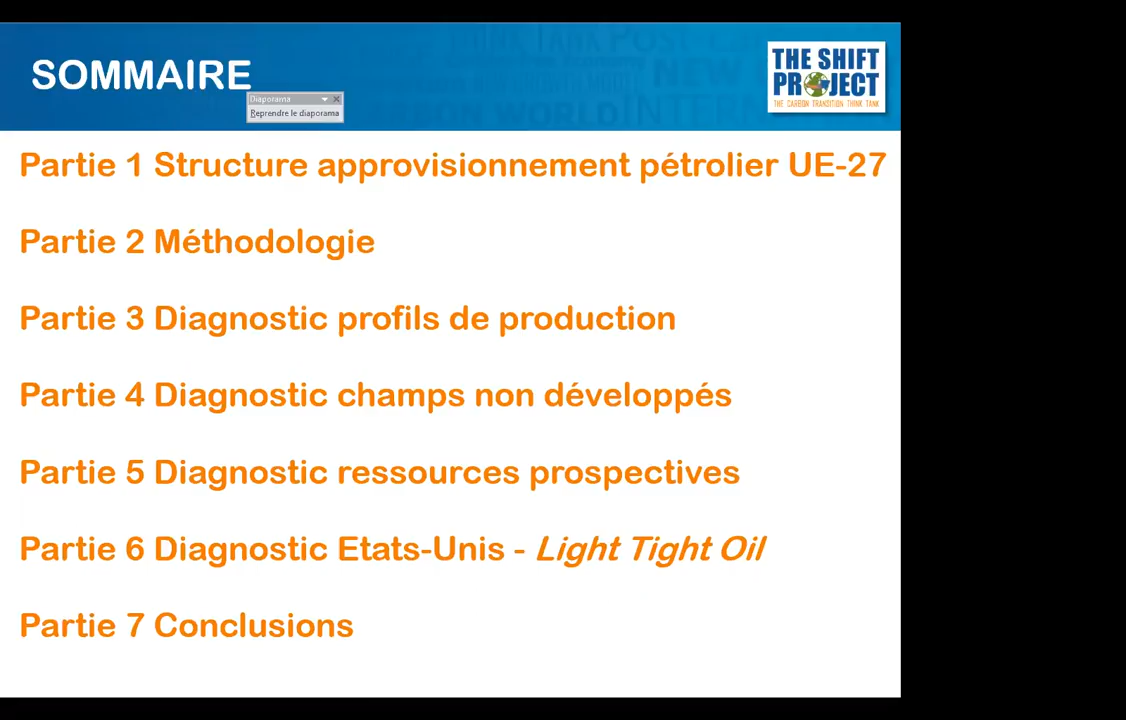 SOMMAIRE
THE SHIFT
PROJECT
THE CARBON TRANSITION THINK TANK
Diaporama
Reprendre le diaporama
Partie 1 Structure approvisionnement pétrolier UE-27
Partie 2 Méthodologie
Partie 3 Diagnostic profils de production
Partie 4 Diagnostic champs non développés
Partie 5 Diagnostic ressources prospectives
Partie 6 Diagnostic Etats-Unis - Light Tight Oil
Partie 7 Conclusions